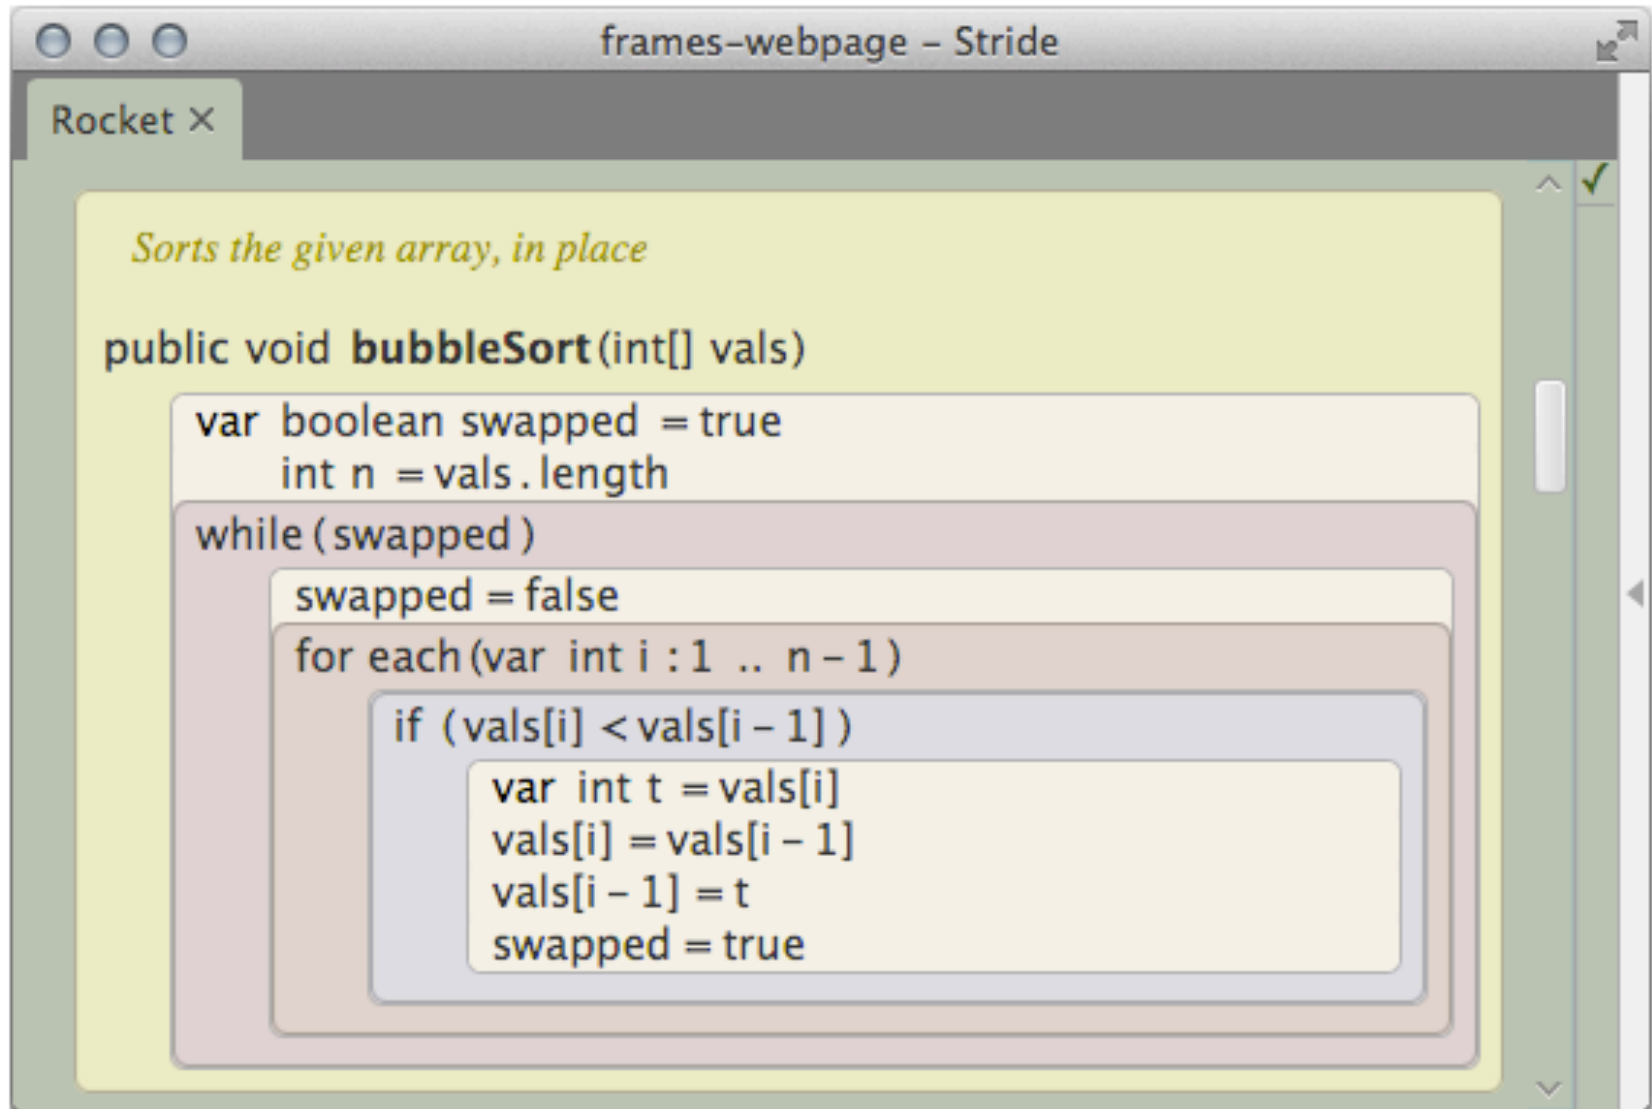 frames-webpage – Stride
Rocket ×
Sorts the given array, in place
public void bubbleSort(int[] vals)
var boolean swapped = true
int n = vals.length
while (swapped)
swapped = false
for each (var int i : 1 .. n – 1)
if (vals[i] < vals[i – 1])
var int t = vals[i]
vals[i] = vals[i – 1]
vals[i – 1] = t
swapped = true